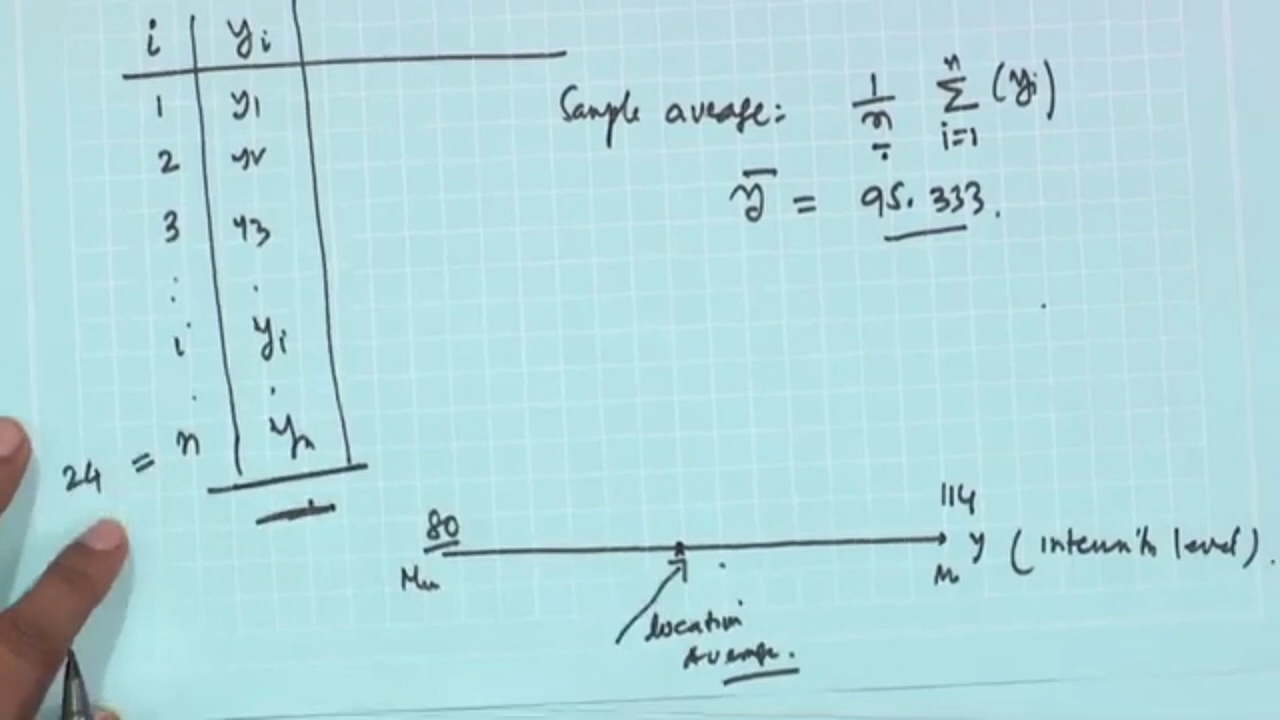 i yi
1 y1
2 y2
3 y3
⋮ .
i yi
. .
24 = n yn
Sample average: 1/n Σ i=1 n (yi)
ȳ = 95.333.
80 114
y (intensity level).
Min M
location
Average.